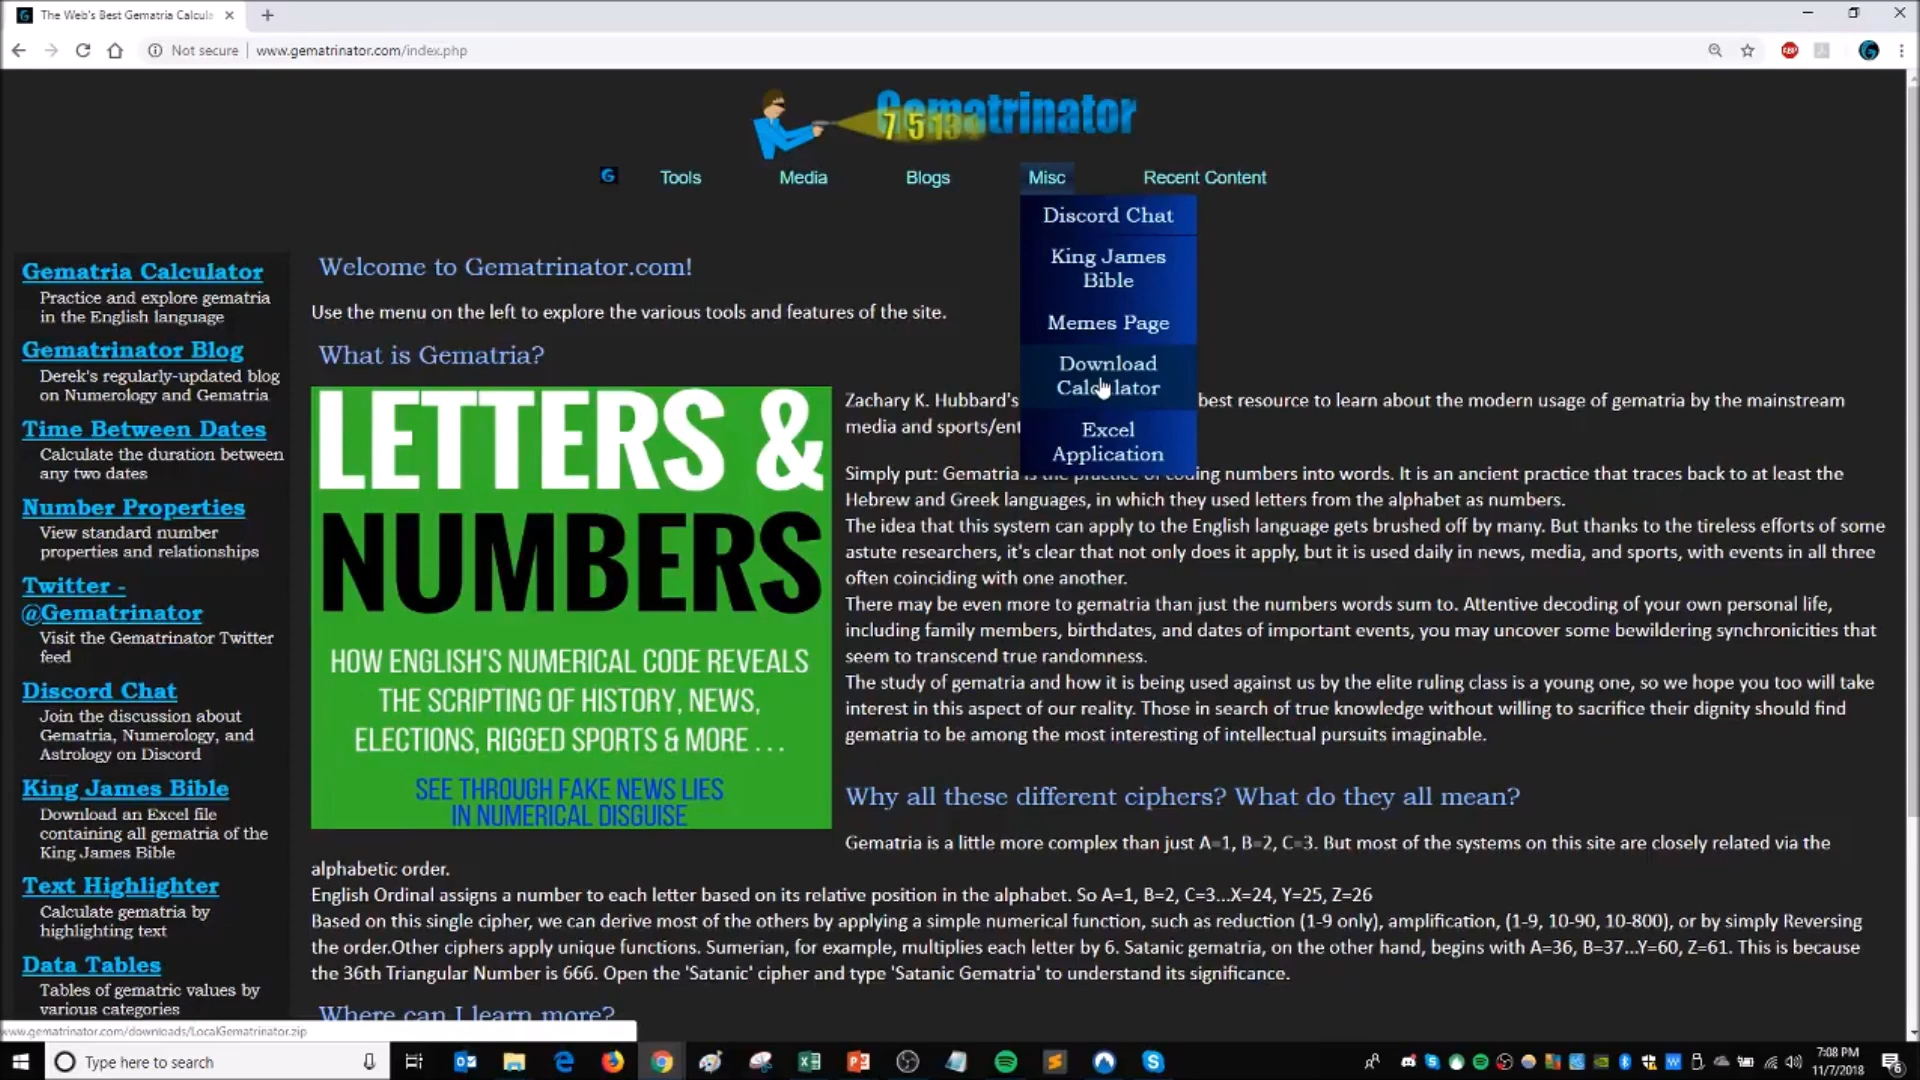 The Web's Best Gematria Calcula
Not secure
www.gematrinator.com/index.php
Gematrinator
7 5 13
Tools
Media
Blogs
Misc
Recent Content
Discord Chat
King James
Bible
Memes Page
Download
Calculator
Excel
Application
Gematria Calculator
Practice and explore gematria
in the English language
Gematrinator Blog
Derek's regularly-updated blog
on Numerology and Gematria
Time Between Dates
Calculate the duration between
any two dates
Number Properties
View standard number
properties and relationships
Twitter -
@Gematrinator
Visit the Gematrinator Twitter
feed
Discord Chat
Join the discussion about
Gematria, Numerology, and
Astrology on Discord
King James Bible
Download an Excel file
containing all gematria of the
King James Bible
Text Highlighter
Calculate gematria by
highlighting text
Data Tables
Tables of gematric values by
various categories
Welcome to Gematrinator.com!
Use the menu on the left to explore the various tools and features of the site.
What is Gematria?
LETTERS &
NUMBERS
HOW ENGLISH'S NUMERICAL CODE REVEALS
THE SCRIPTING OF HISTORY, NEWS,
ELECTIONS, RIGGED SPORTS & MORE . . .
SEE THROUGH FAKE NEWS LIES
IN NUMERICAL DISGUISE
Zachary K. Hubbard's best resource to learn about the modern usage of gematria by the mainstream
media and sports/ent
Simply put: Gematria is the practice of coding numbers into words. It is an ancient practice that traces back to at least the
Hebrew and Greek languages, in which they used letters from the alphabet as numbers.
The idea that this system can apply to the English language gets brushed off by many. But thanks to the tireless efforts of some
astute researchers, it's clear that not only does it apply, but it is used daily in news, media, and sports, with events in all three
often coinciding with one another.
There may be even more to gematria than just the numbers words sum to. Attentive decoding of your own personal life,
including family members, birthdates, and dates of important events, you may uncover some bewildering synchronicities that
seem to transcend true randomness.
The study of gematria and how it is being used against us by the elite ruling class is a young one, so we hope you too will take
interest in this aspect of our reality. Those in search of true knowledge without willing to sacrifice their dignity should find
gematria to be among the most interesting of intellectual pursuits imaginable.
Why all these different ciphers? What do they all mean?
Gematria is a little more complex than just A=1, B=2, C=3. But most of the systems on this site are closely related via the
alphabetic order.
English Ordinal assigns a number to each letter based on its relative position in the alphabet. So A=1, B=2, C=3...X=24, Y=25, Z=26
Based on this single cipher, we can derive most of the others by applying a simple numerical function, such as reduction (1-9 only), amplification, (1-9, 10-90, 10-800), or by simply Reversing
the order.Other ciphers apply unique functions. Sumerian, for example, multiplies each letter by 6. Satanic gematria, on the other hand, begins with A=36, B=37...Y=60, Z=61. This is because
the 36th Triangular Number is 666. Open the 'Satanic' cipher and type 'Satanic Gematria' to understand its significance.
Where can I learn more?
www.gematrinator.com/downloads/LocalGematrinator.zip
Type here to search
7:08 PM
11/7/2018